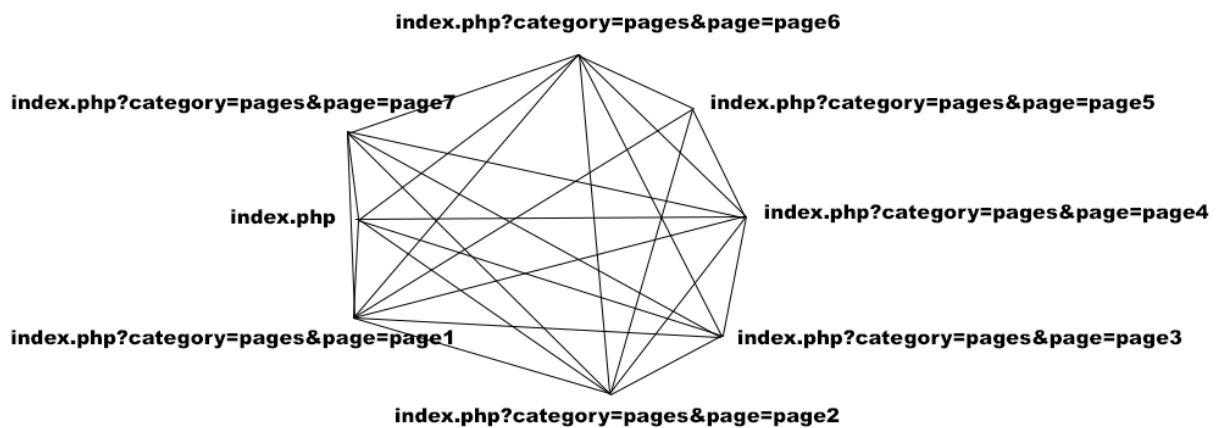 index.php?category=pages&page=page6
index.php?category=pages&page=page7
index.php?category=pages&page=page5
index.php
index.php?category=pages&page=page4
index.php?category=pages&page=page1
index.php?category=pages&page=page3
index.php?category=pages&page=page2